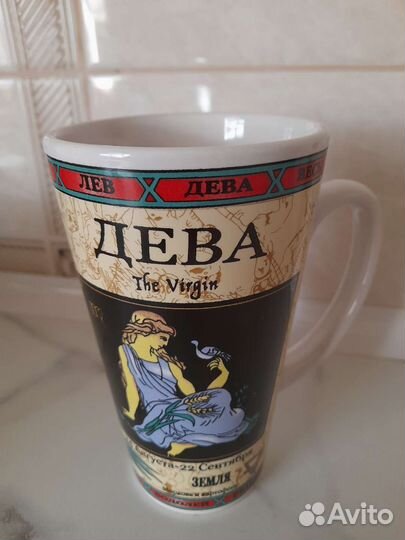 ЛЕВ ДЕВА
ДЕВА
The Virgin
Августа-22 Сентября
ЗЕМЛЯ
Avito